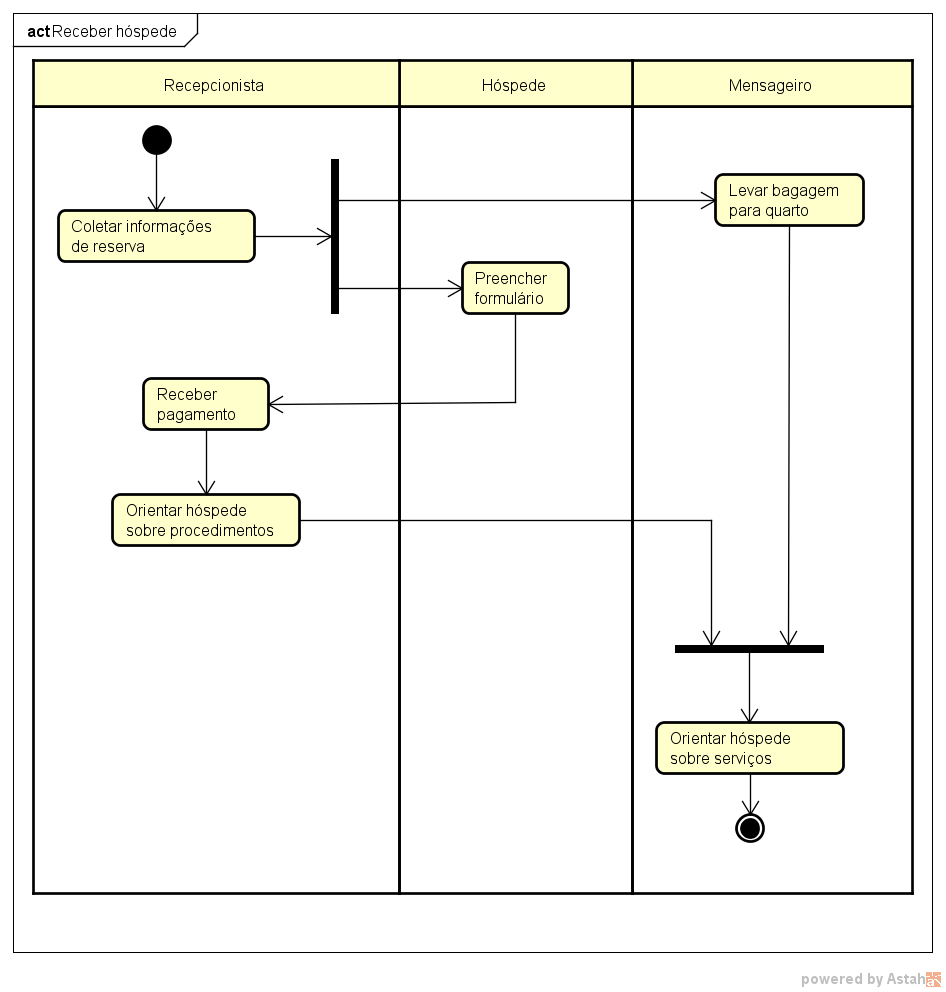 act Receber hóspede
Recepcionista
Hóspede
Mensageiro
Coletar informações
de reserva
Levar bagagem
para quarto
Preencher
formulário
Receber
pagamento
Orientar hóspede
sobre procedimentos
Orientar hóspede
sobre serviços
powered by Astah